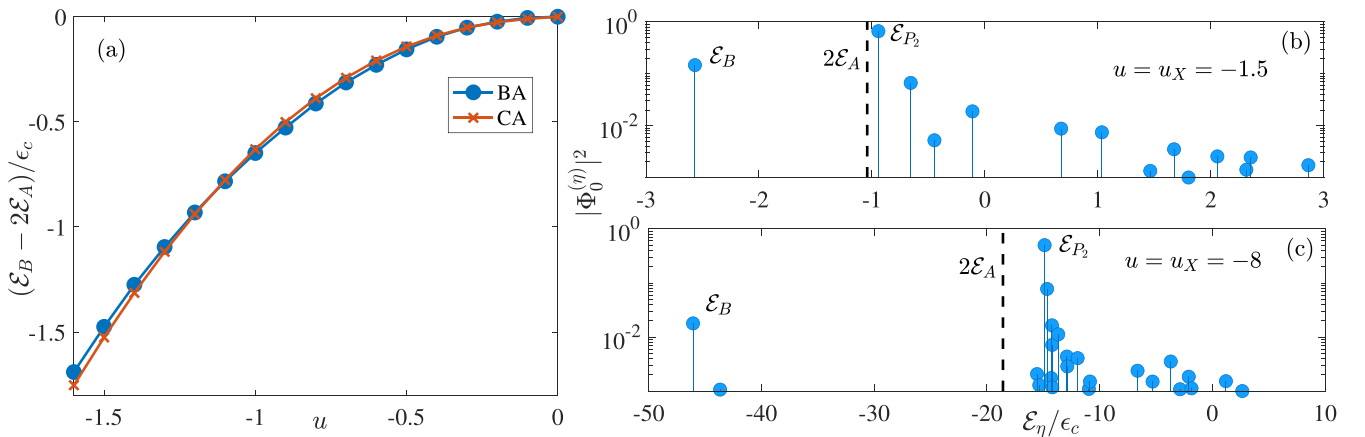 (a)
BA
CA
0
-0.5
-1
-1.5
(ℰ_B − 2ℰ_A)/ϵ_c
-1.5
-1
-0.5
0
u
(b)
ℰ_B
2ℰ_A
ℰ_{P_2}
u = u_X = −1.5
10^0
10^{-2}
-3
-2
-1
0
1
2
3
|Φ_0^{(η)}|^2
(c)
ℰ_B
2ℰ_A
ℰ_{P_2}
u = u_X = −8
10^0
10^{-2}
-50
-40
-30
-20
-10
0
10
ℰ_η/ϵ_c